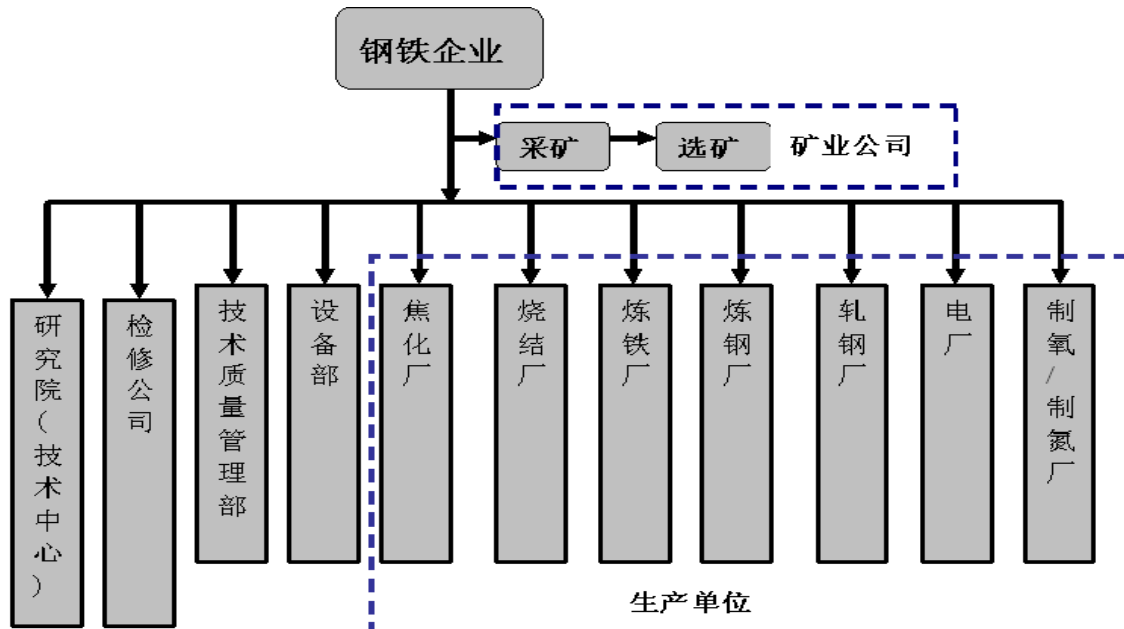 钢铁企业
采矿
选矿
矿业公司
研究院(技术中心)
检修公司
技术质量管理部
设备部
焦化厂
烧结厂
炼铁厂
炼钢厂
轧钢厂
电厂
制氧/制氮厂
生产单位